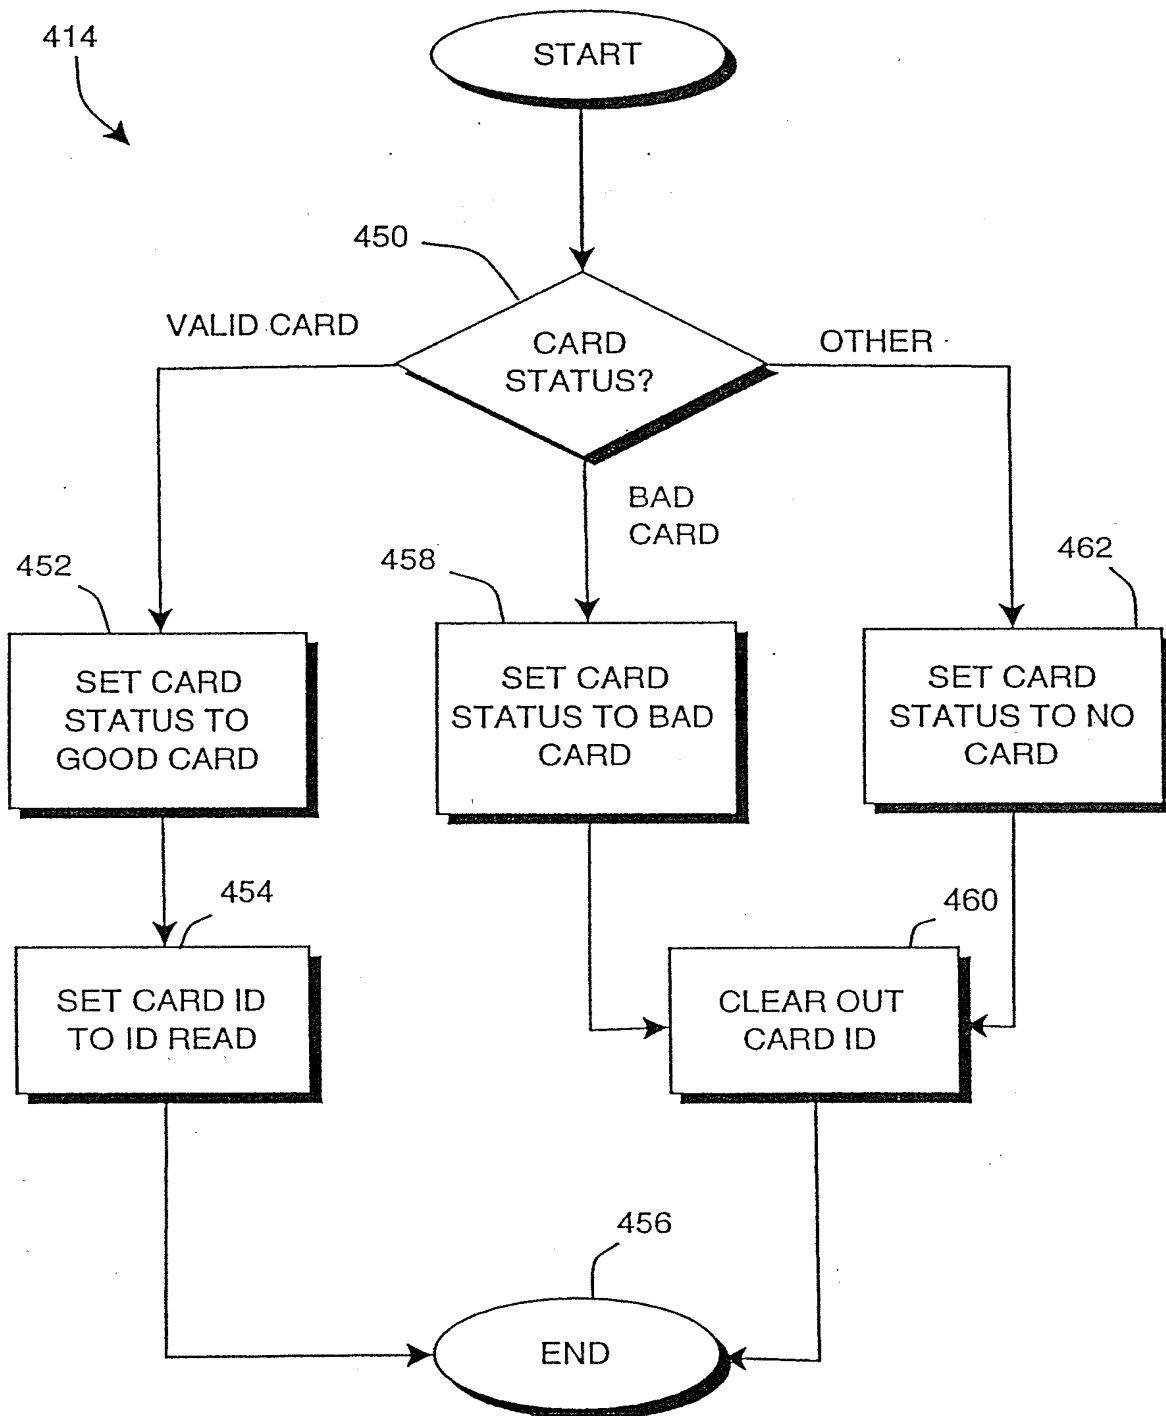 414
START
450
VALID CARD
CARD
STATUS?
OTHER
BAD
CARD
452
458
462
SET CARD
STATUS TO
GOOD CARD
SET CARD
STATUS TO BAD
CARD
SET CARD
STATUS TO NO
CARD
454
460
SET CARD ID
TO ID READ
CLEAR OUT
CARD ID
456
END